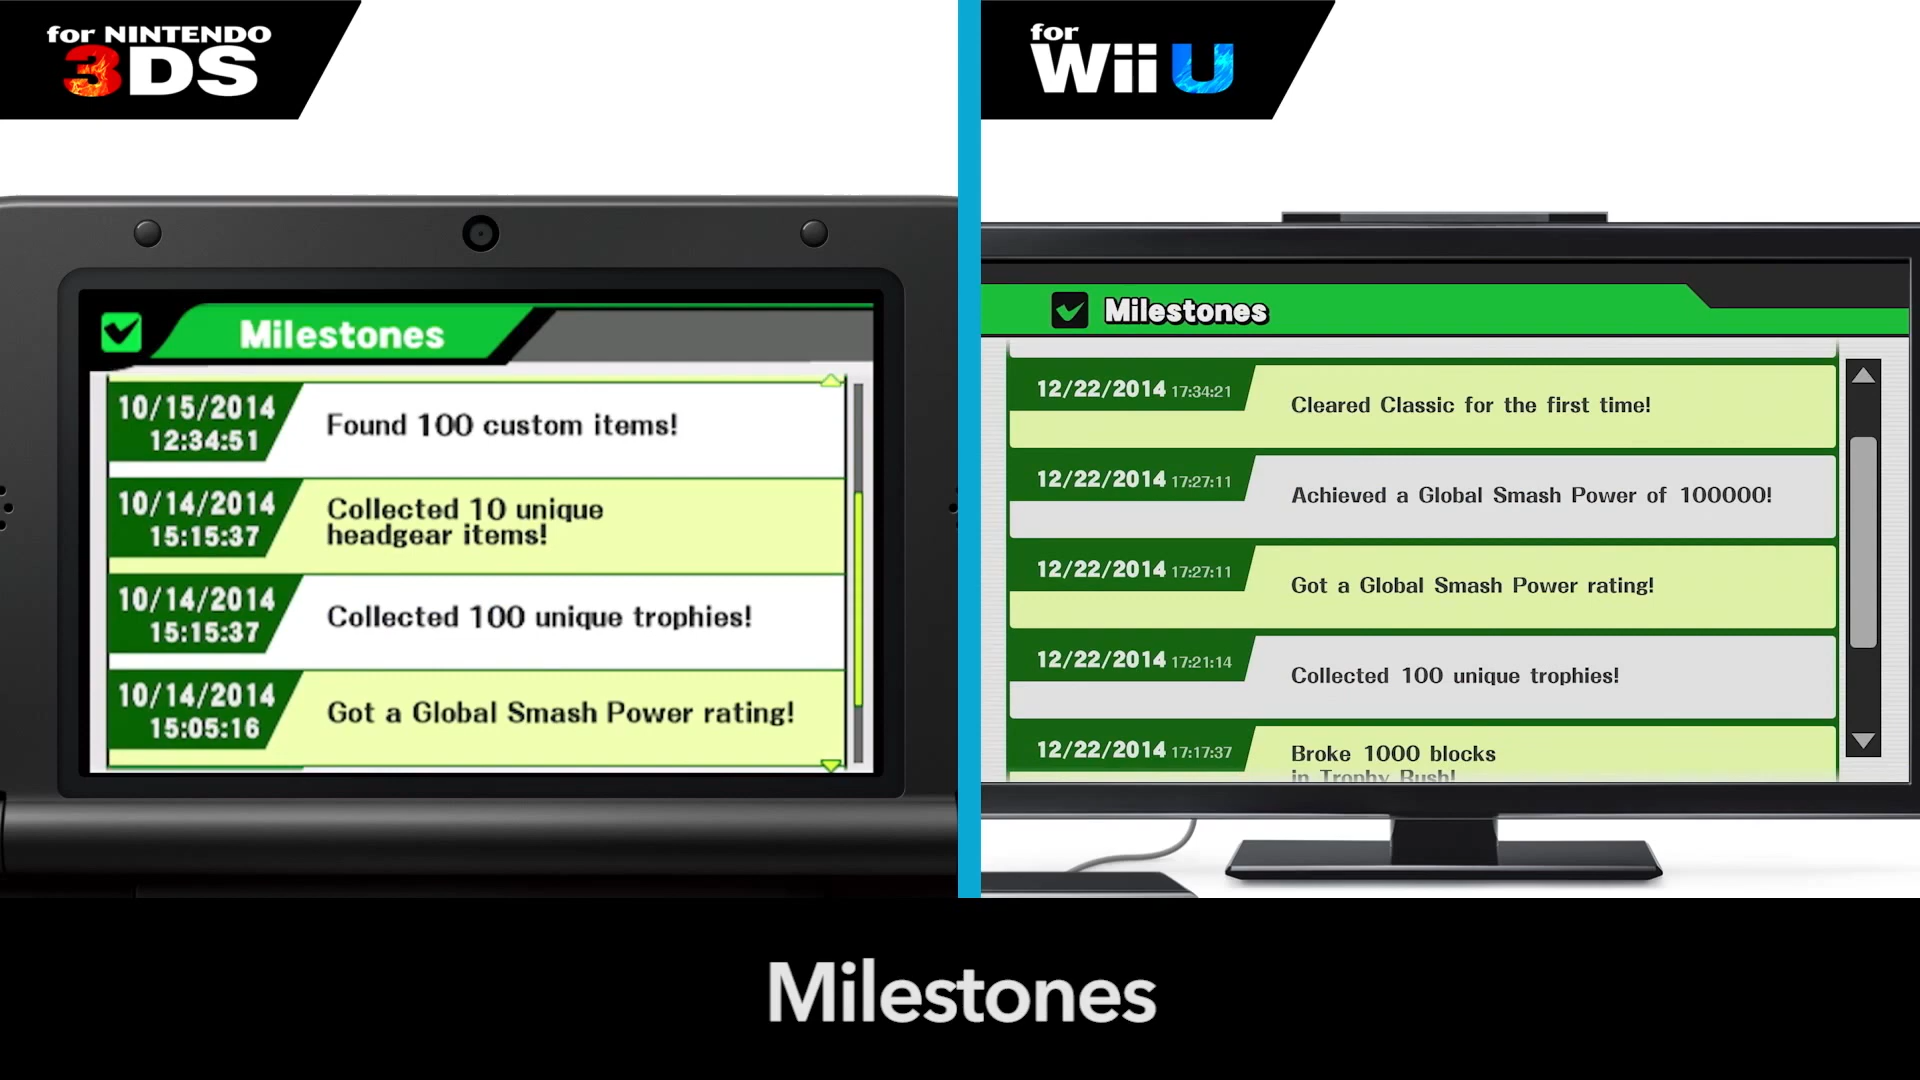 for NINTENDO
3DS
Milestones
10/15/2014
12:34:51
Found 100 custom items!
10/14/2014
15:15:37
Collected 10 unique
headgear items!
10/14/2014
15:15:37
Collected 100 unique trophies!
10/14/2014
15:05:16
Got a Global Smash Power rating!
for
Wii U
Milestones
12/22/2014 17:34:21
Cleared Classic for the first time!
12/22/2014 17:27:11
Achieved a Global Smash Power of 100000!
12/22/2014 17:27:11
Got a Global Smash Power rating!
12/22/2014 17:21:14
Collected 100 unique trophies!
12/22/2014 17:17:37
Broke 1000 blocks
in Trophy Rush!
Milestones